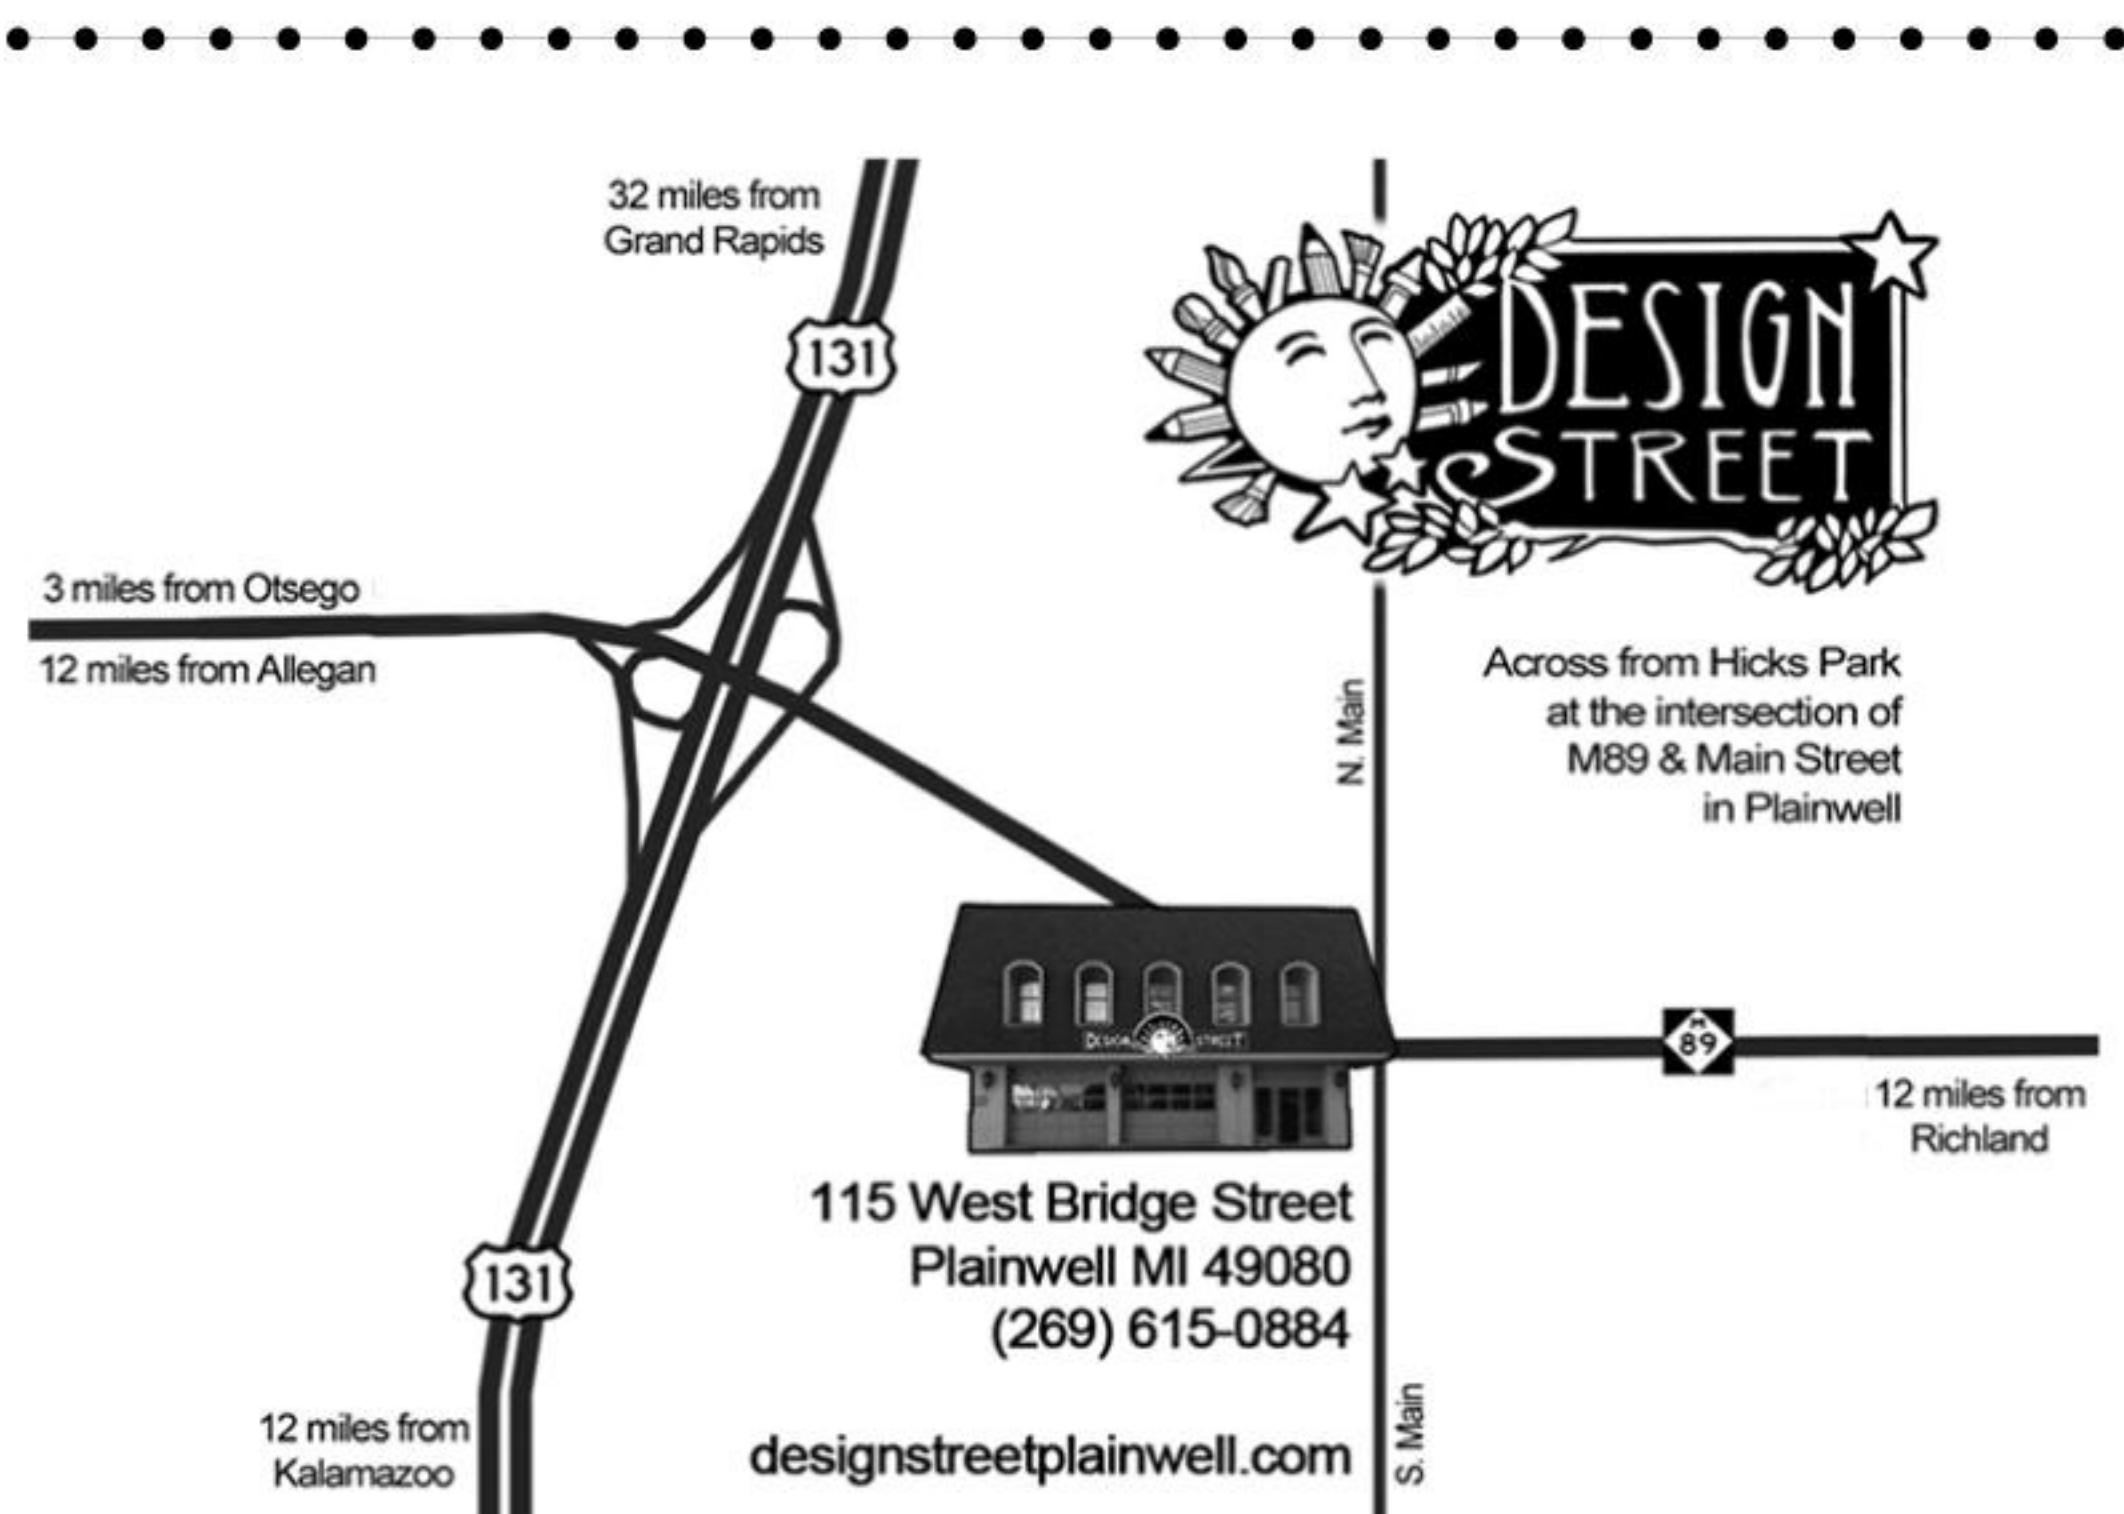 32 miles from
Grand Rapids
131
DESIGN
STREET
3 miles from Otsego
12 miles from Allegan
Across from Hicks Park
at the intersection of
M89 & Main Street
in Plainwell
N. Main
DESIGN STREET
M
89
12 miles from
Richland
115 West Bridge Street
Plainwell MI 49080
(269) 615-0884
131
12 miles from
Kalamazoo
designstreetplainwell.com
S. Main